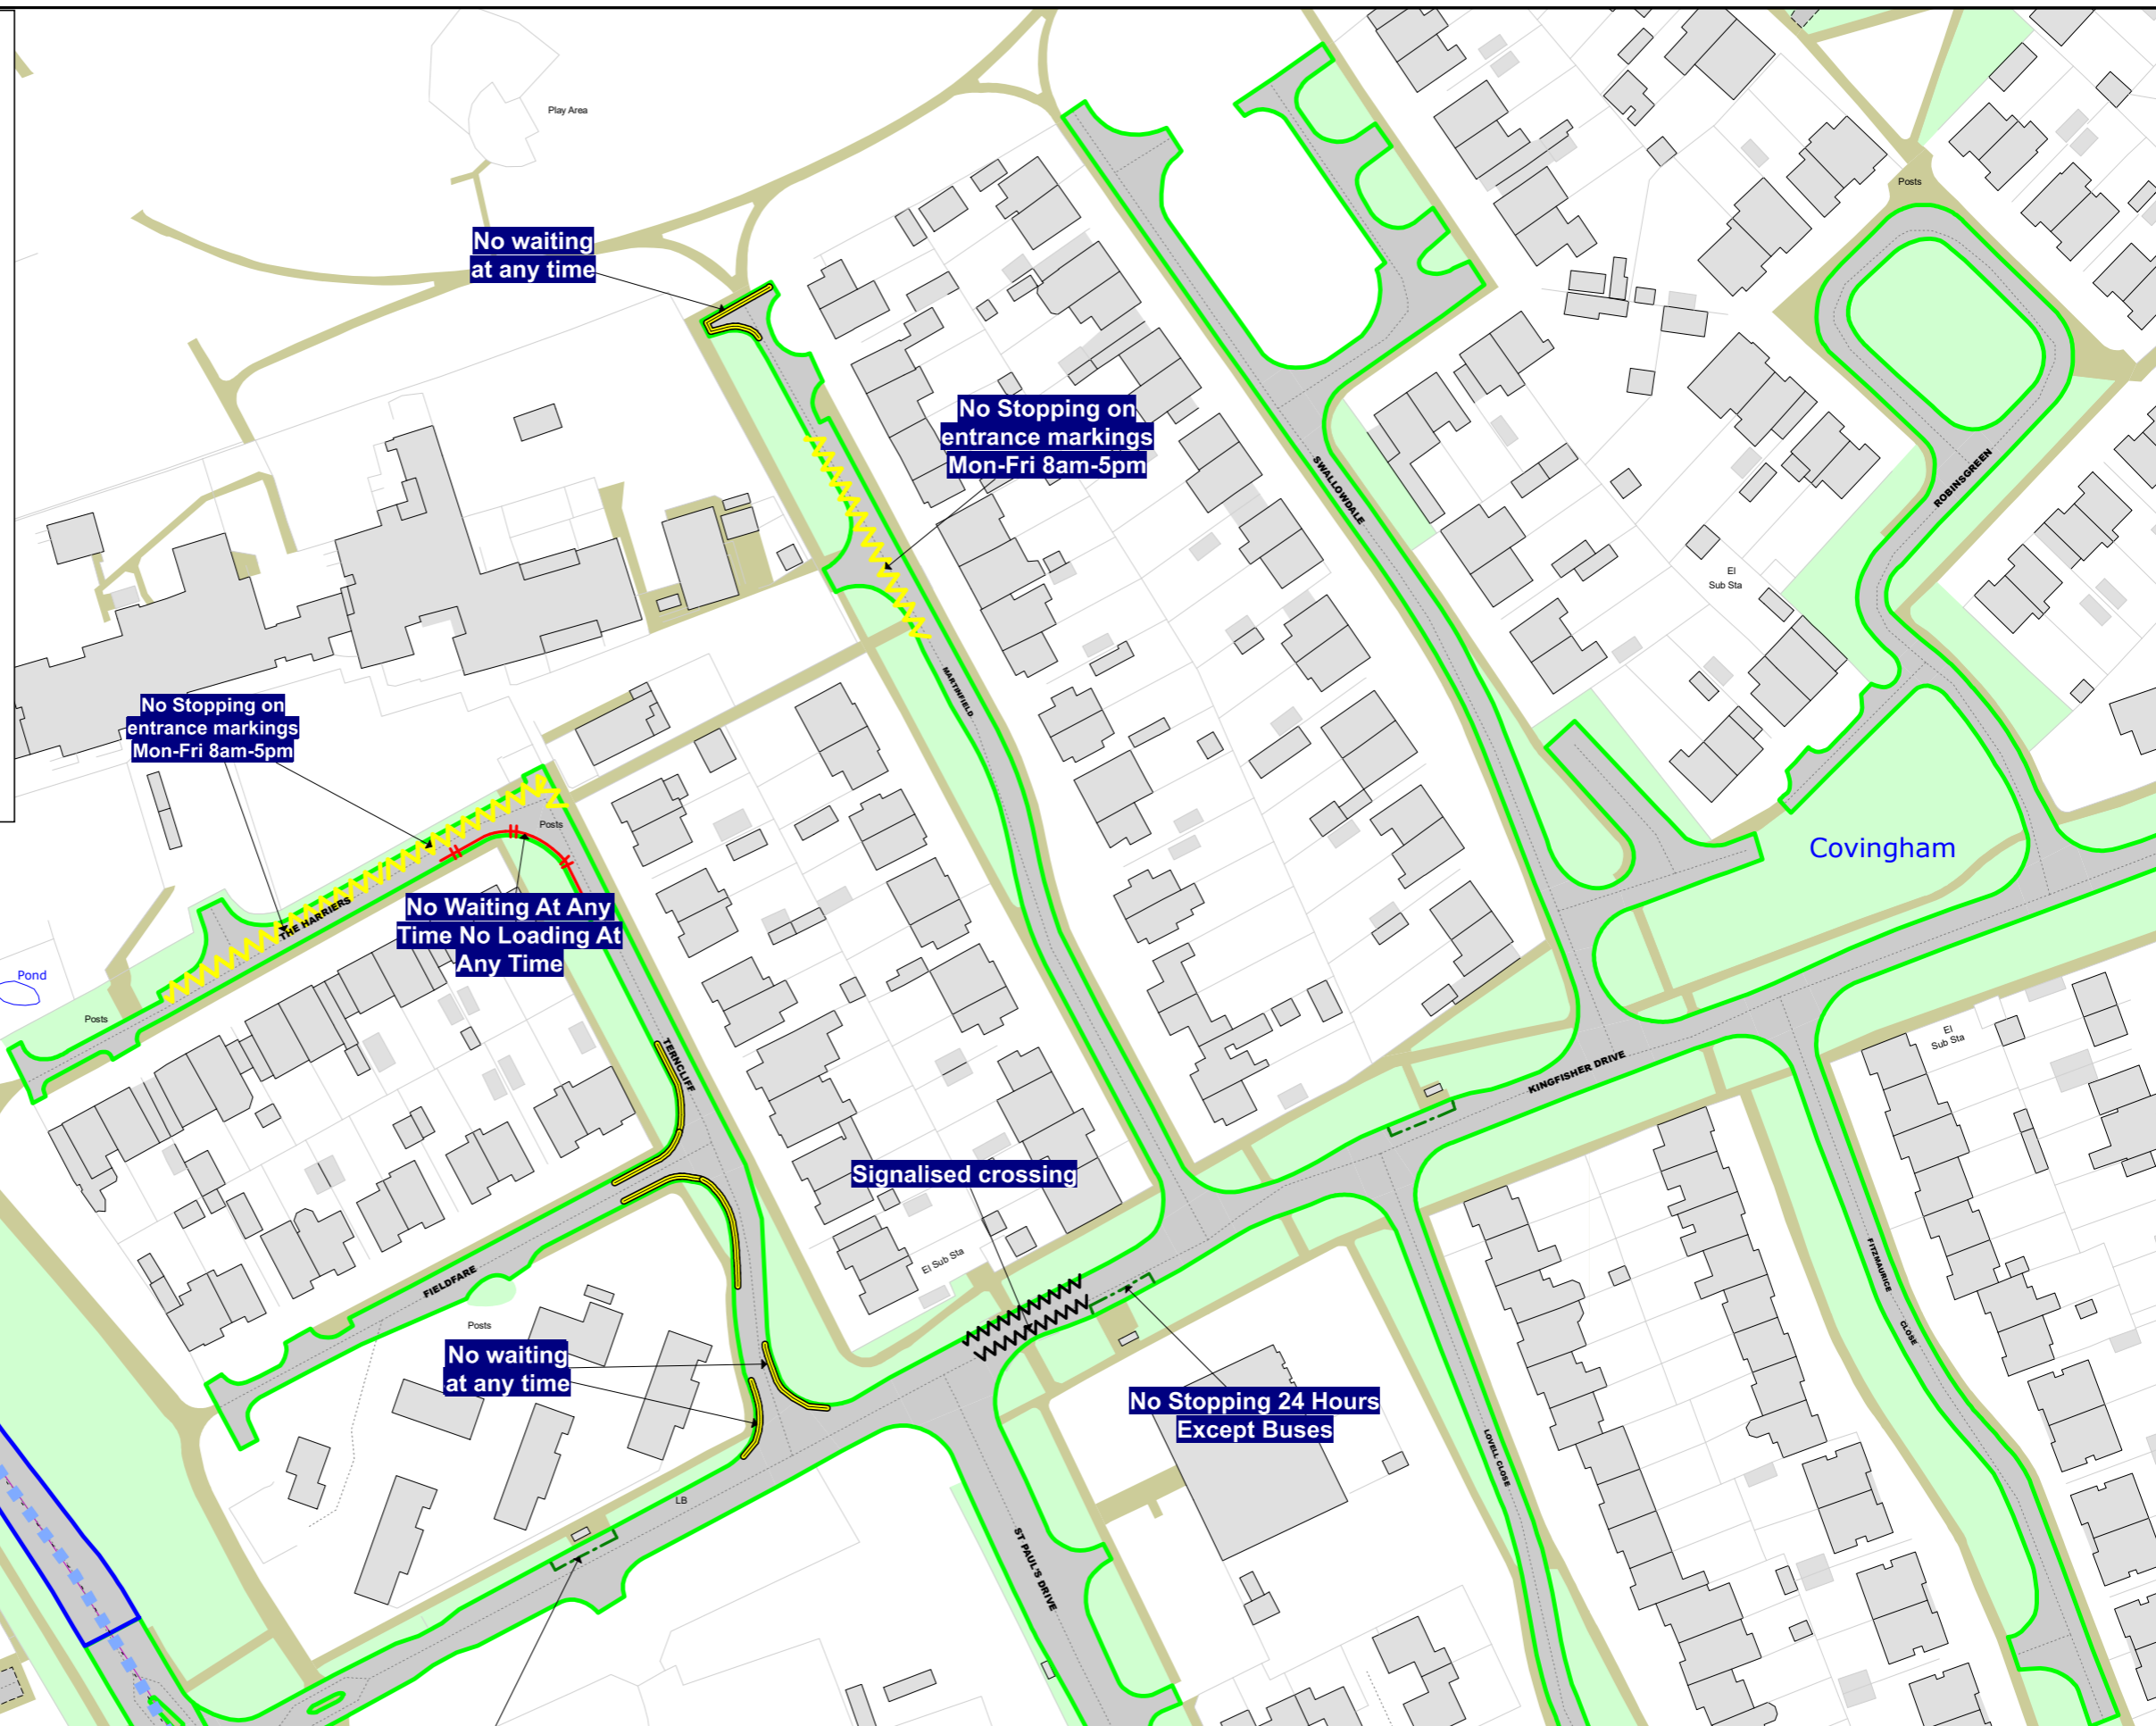 Play Area
Posts
No waiting
at any time
No Stopping on
entrance markings
Mon-Fri 8am-5pm
SWALLOWDALE
ROBINSGREEN
El
Sub Sta
MARTINFIELD
No Stopping on
entrance markings
Mon-Fri 8am-5pm
Posts
Covingham
THE HARRIERS
No Waiting At Any
Time No Loading At
Any Time
Pond
Posts
El
Sub Sta
TERNCLIFF
KINGFISHER DRIVE
Signalised crossing
El Sub Sta
FIELDFARE
FITZMAURICE
CLOSE
Posts
No waiting
at any time
No Stopping 24 Hours
Except Buses
LOVELL CLOSE
LB
ST PAUL'S DRIVE